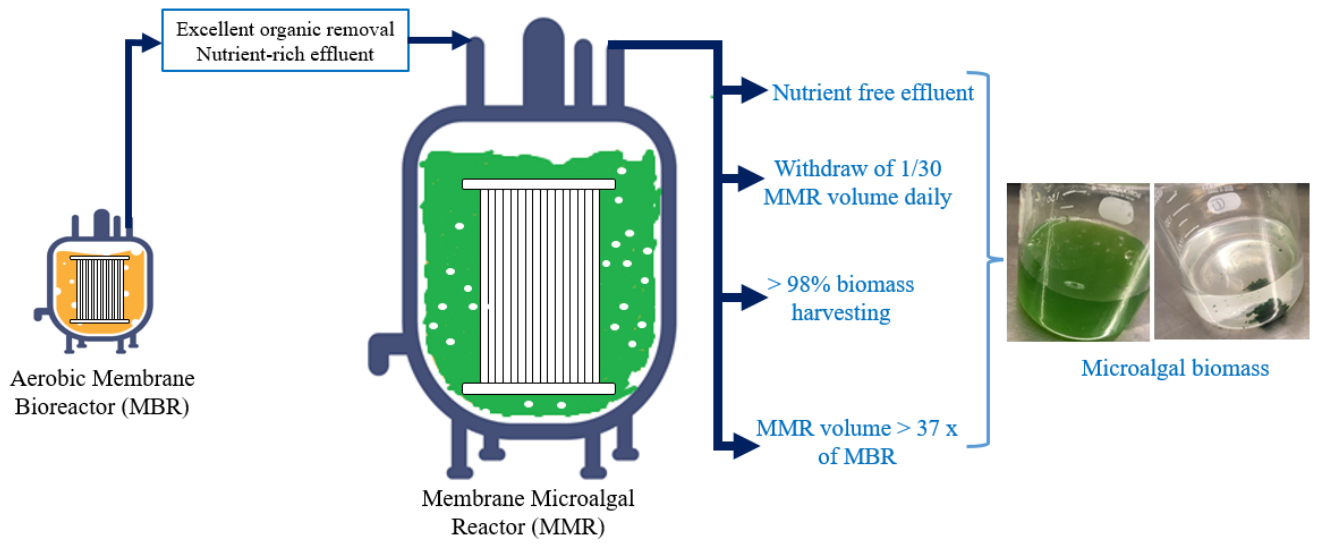 Excellent organic removal
Nutrient-rich effluent
Aerobic Membrane
Bioreactor (MBR)
Membrane Microalgal
Reactor (MMR)
Nutrient free effluent
Withdraw of 1/30
MMR volume daily
> 98% biomass
harvesting
MMR volume > 37 x
of MBR
Microalgal biomass